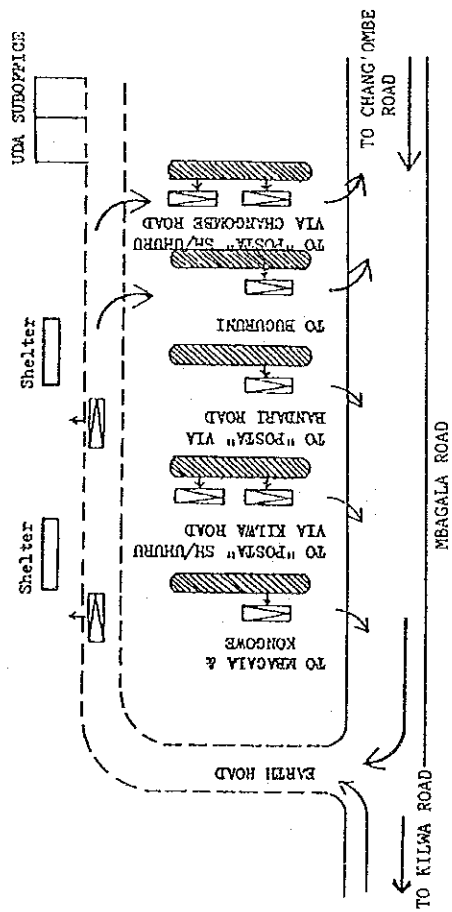 UDA SUBOFFICE
Shelter
Shelter
TO "POSTA" SH/UHURU
VIA CHANGOMBE ROAD
TO BUGURUNI
TO "POSTA" VIA
BANDARI ROAD
TO "POSTA" SH/UHURU
VIA KILWA ROAD
TO MBAGALA &
KONGOWE
EARTH ROAD
TO CHANG'OMBE
ROAD
MBAGALA ROAD
TO KILWA ROAD